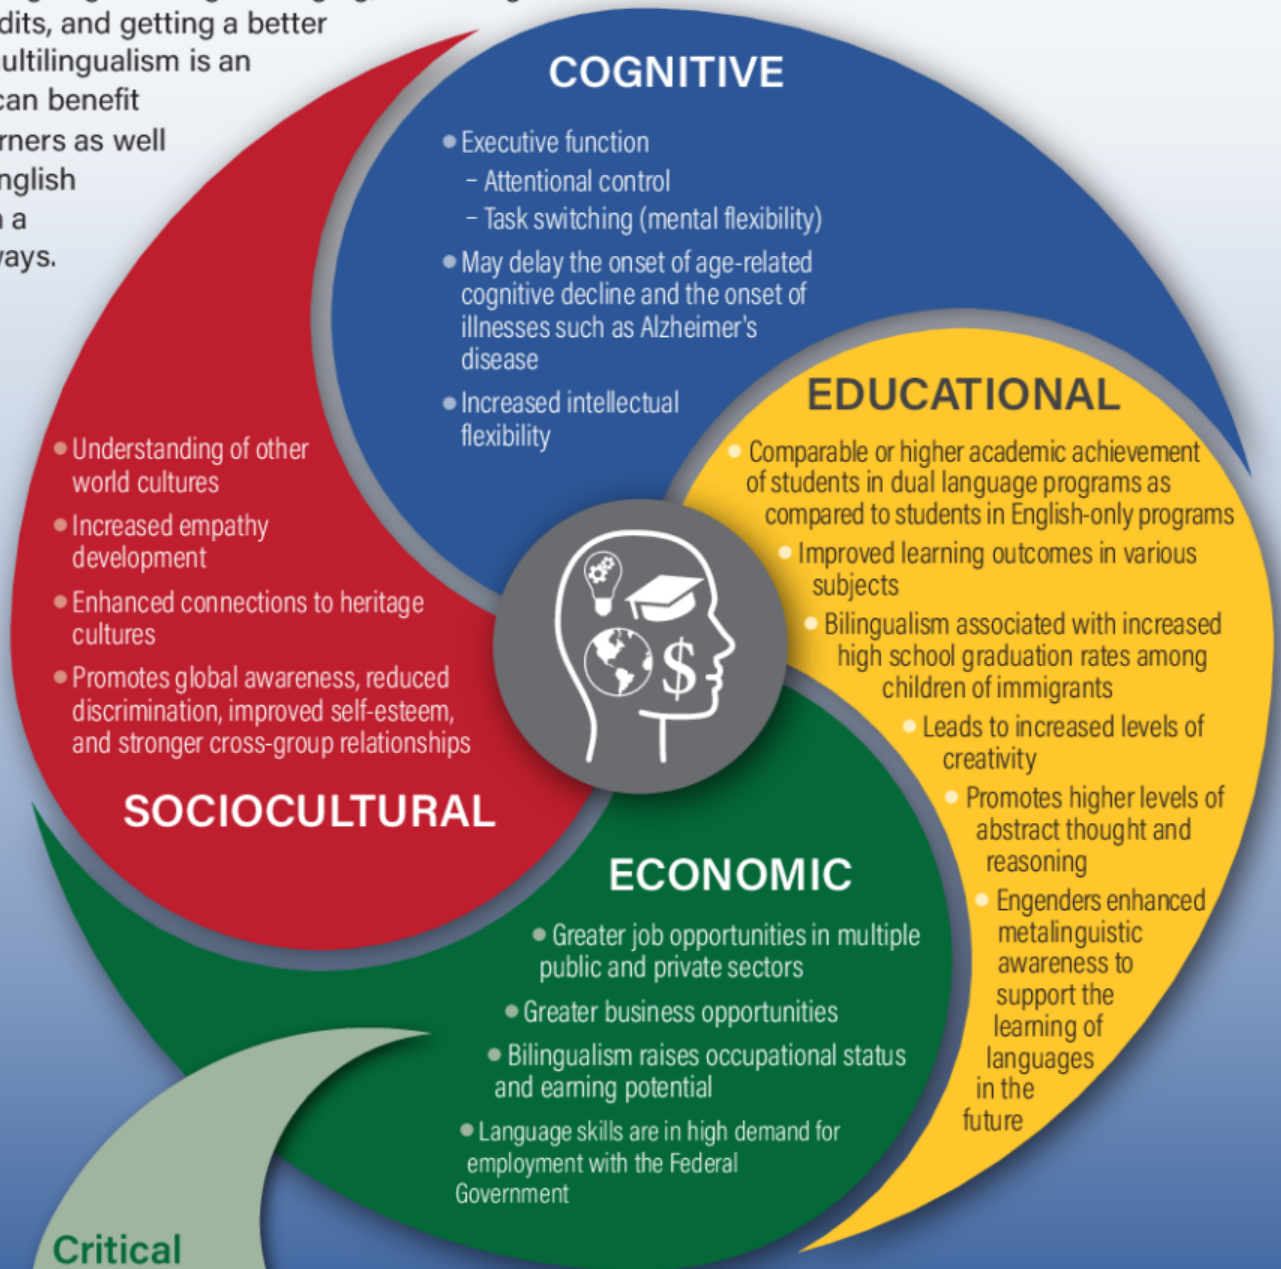 dits, and getting a better
ultilingualism is an
can benefit
rners as well
nglish
a
ays.
COGNITIVE
• Executive function
– Attentional control
– Task switching (mental flexibility)
• May delay the onset of age-related
cognitive decline and the onset of
illnesses such as Alzheimer's
disease
• Increased intellectual
flexibility
EDUCATIONAL
• Comparable or higher academic achievement
of students in dual language programs as
compared to students in English-only programs
• Improved learning outcomes in various
subjects
• Bilingualism associated with increased
high school graduation rates among
children of immigrants
• Leads to increased levels of
creativity
• Promotes higher levels of
abstract thought and
reasoning
• Engenders enhanced
metalinguistic
awareness to
support the
learning of
languages
in the
future
• Understanding of other
world cultures
• Increased empathy
development
• Enhanced connections to heritage
cultures
• Promotes global awareness, reduced
discrimination, improved self-esteem,
and stronger cross-group relationships
SOCIOCULTURAL
$
ECONOMIC
• Greater job opportunities in multiple
public and private sectors
• Greater business opportunities
• Bilingualism raises occupational status
and earning potential
• Language skills are in high demand for
employment with the Federal
Government
Critical